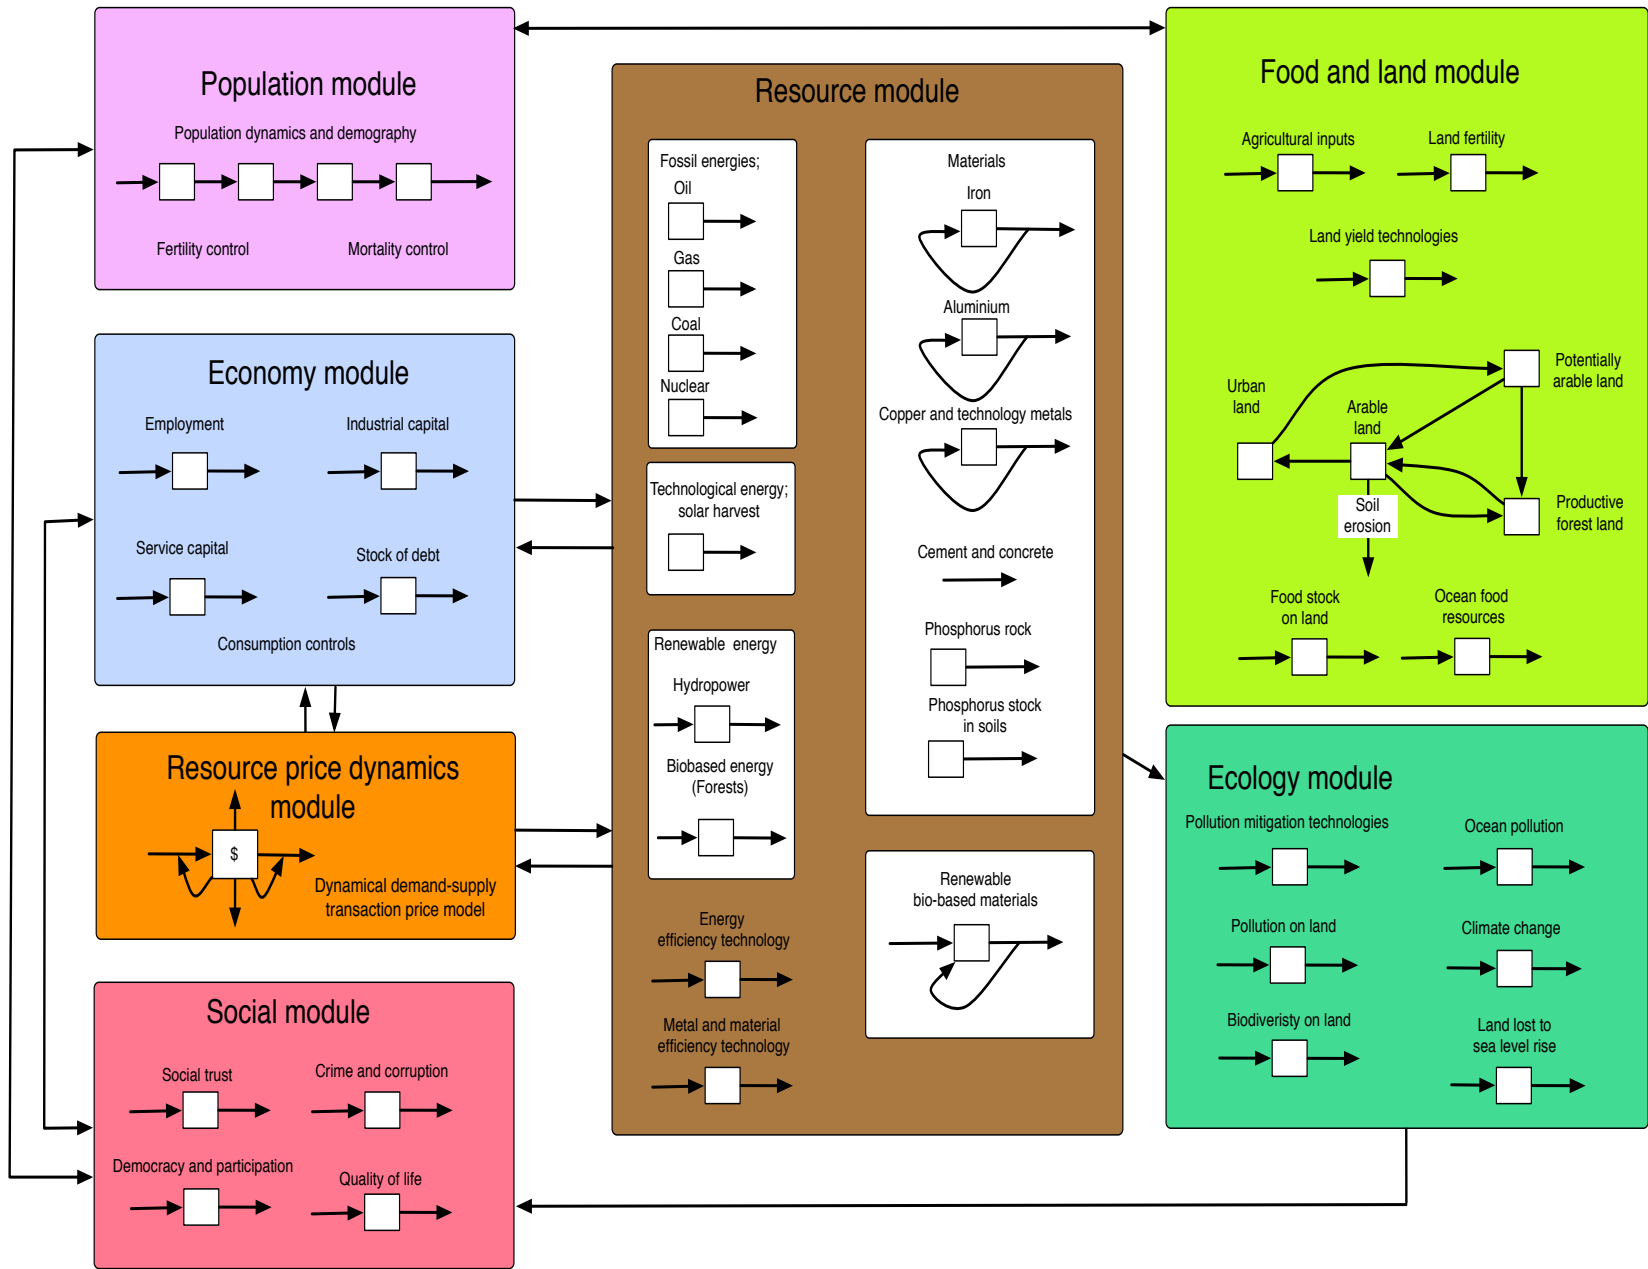 Population module
Population dynamics and demography
Fertility control
Mortality control
Economy module
Employment
Industrial capital
Service capital
Stock of debt
Consumption controls
Resource price dynamics
module
$
Dynamical demand-supply
transaction price model
Social module
Social trust
Crime and corruption
Democracy and participation
Quality of life
Resource module
Fossil energies;
Oil
Gas
Coal
Nuclear
Technological energy;
solar harvest
Renewable energy
Hydropower
Biobased energy
(Forests)
Energy
efficiency technology
Metal and material
efficiency technology
Materials
Iron
Aluminium
Copper and technology metals
Cement and concrete
Phosphorus rock
Phosphorus stock
in soils
Renewable
bio-based materials
Food and land module
Agricultural inputs
Land fertility
Land yield technologies
Potentially
arable land
Urban
land
Arable
land
Soil
erosion
Productive
forest land
Food stock
on land
Ocean food
resources
Ecology module
Pollution mitigation technologies
Ocean pollution
Pollution on land
Climate change
Biodiveristy on land
Land lost to
sea level rise